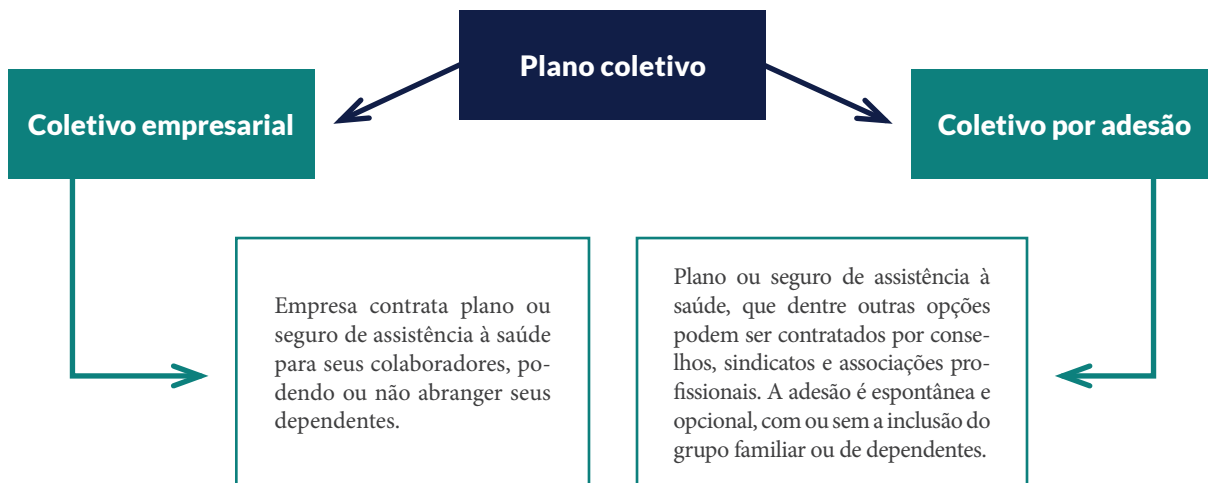 Plano coletivo
Coletivo empresarial
Coletivo por adesão
Empresa contrata plano ou
seguro de assistência à saúde
para seus colaboradores, po-
dendo ou não abranger seus
dependentes.
Plano ou seguro de assistência à
saúde, que dentre outras opções
podem ser contratados por conse-
lhos, sindicatos e associações pro-
fissionais. A adesão é espontânea e
opcional, com ou sem a inclusão do
grupo familiar ou de dependentes.